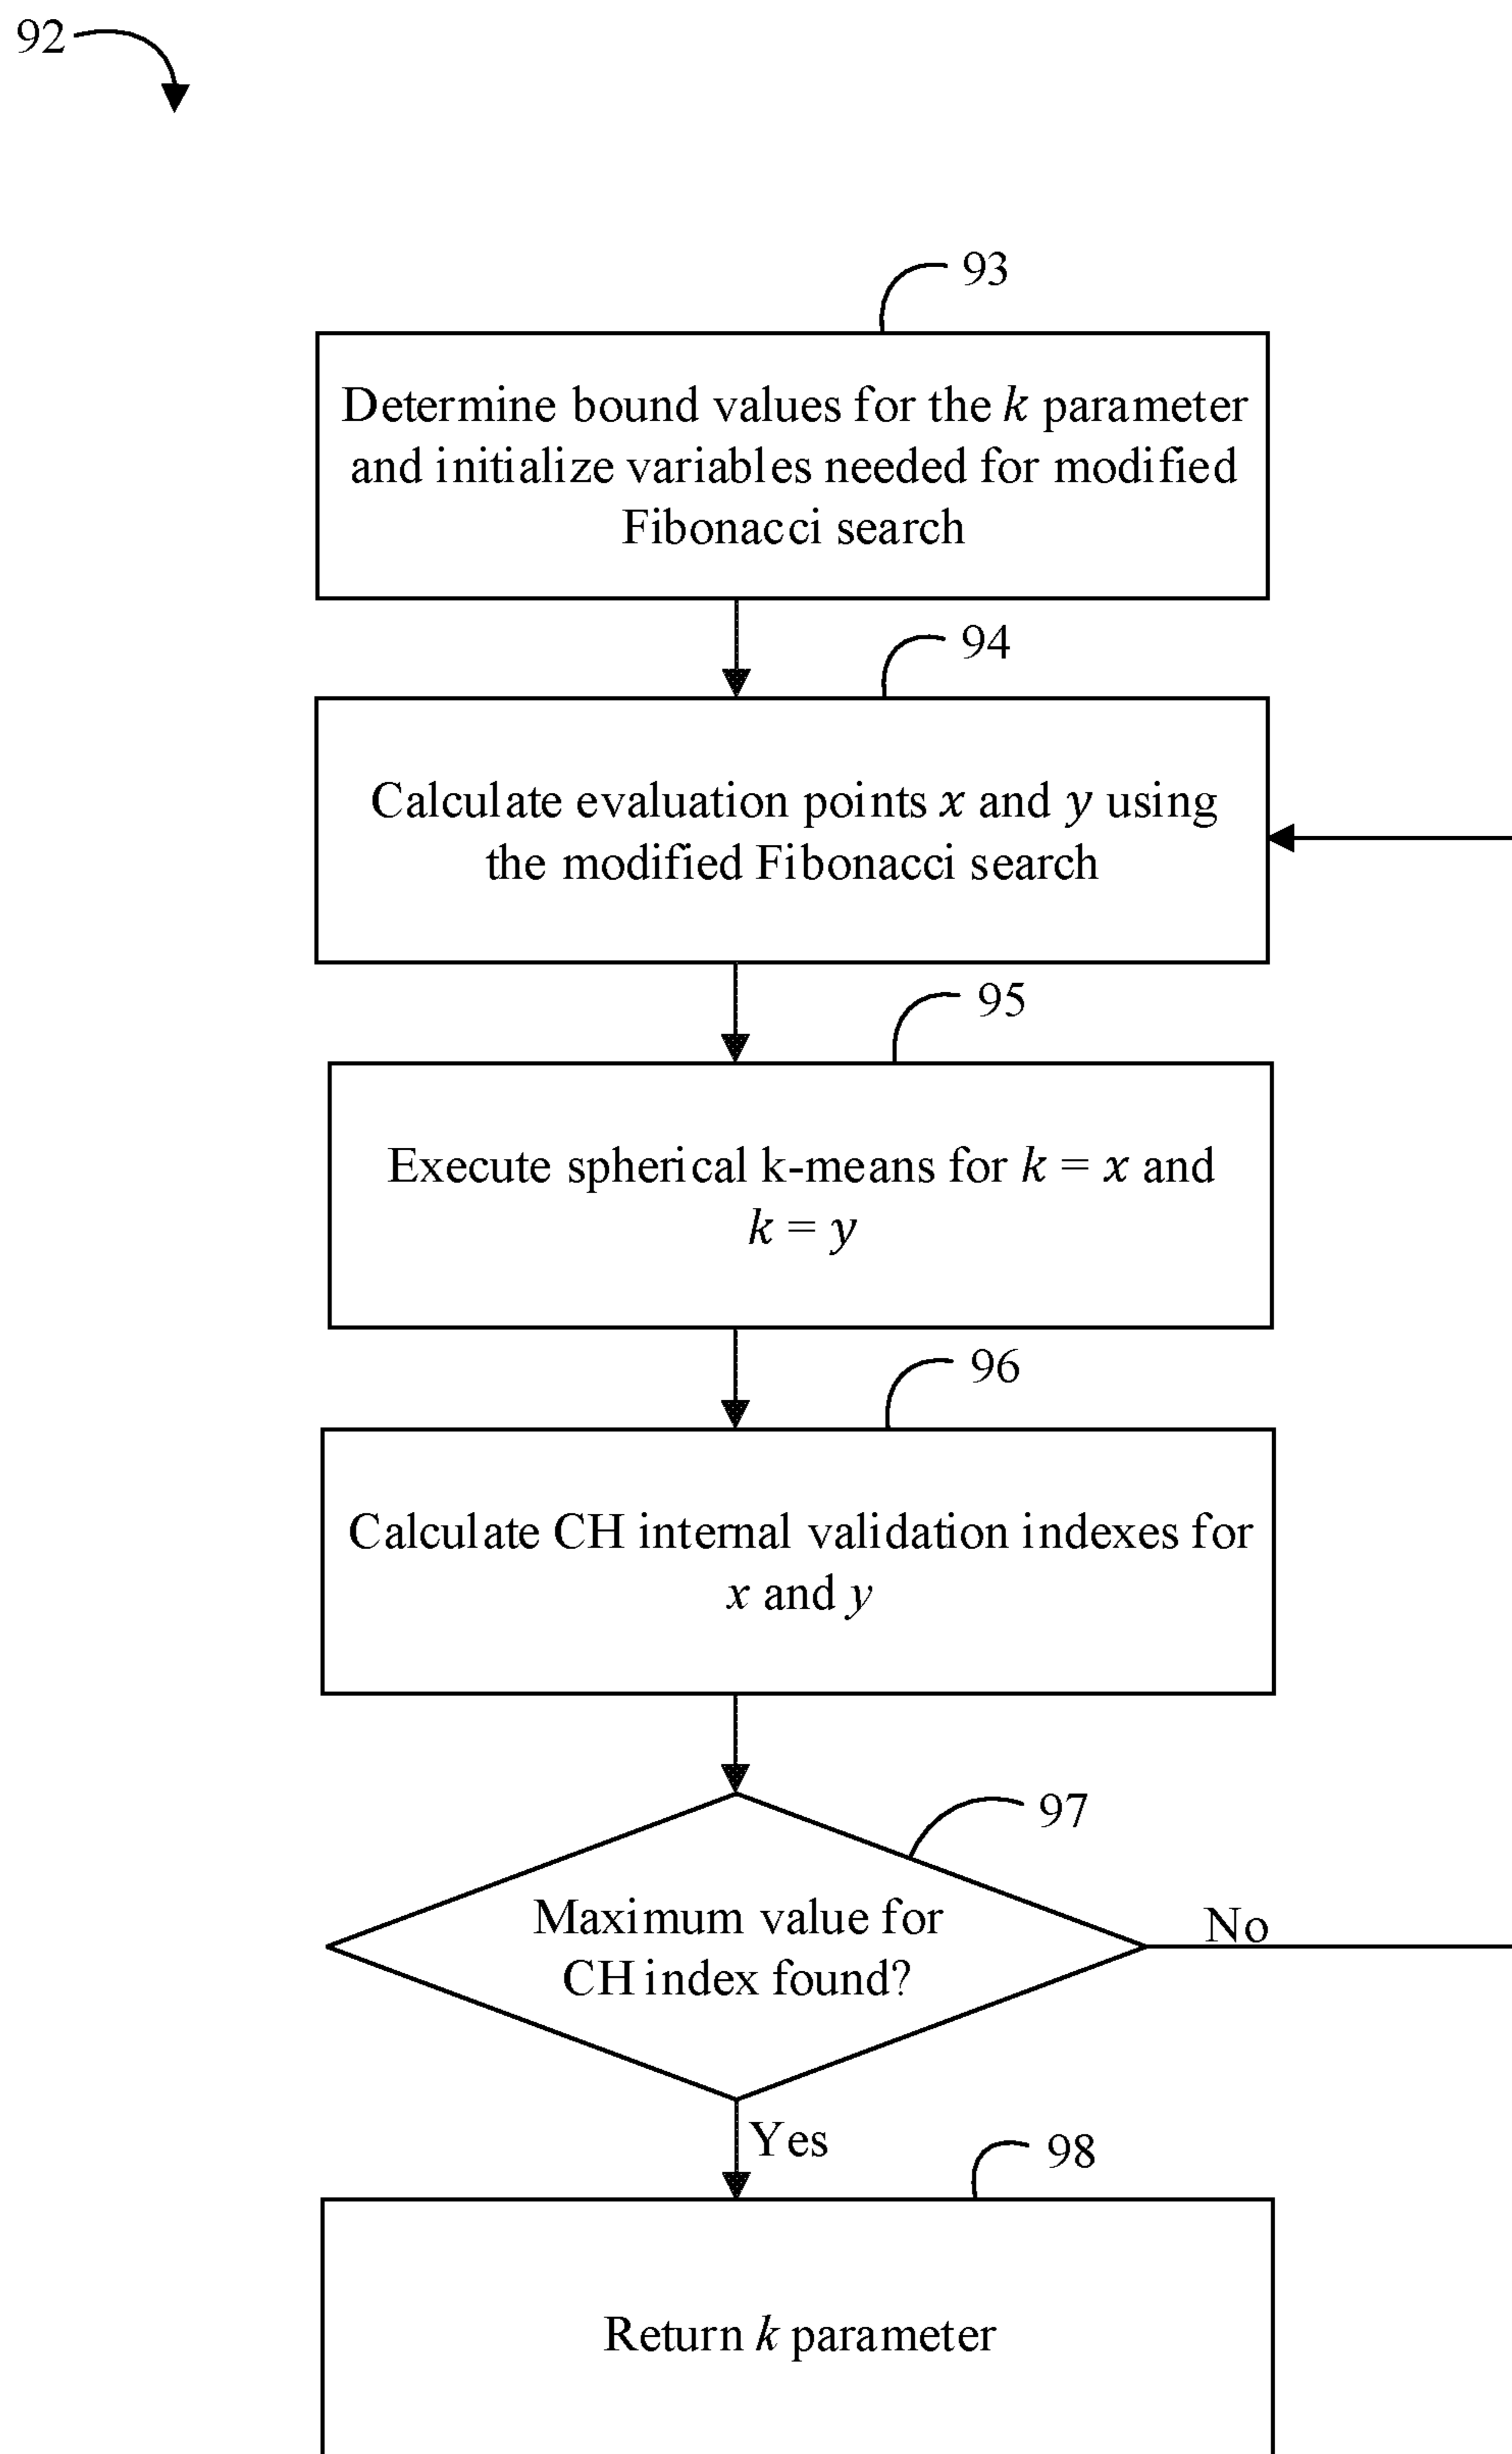 92
93
Determine bound values for the k parameter
and initialize variables needed for modified
Fibonacci search
94
Calculate evaluation points x and y using
the modified Fibonacci search
95
Execute spherical k-means for k = x and
k = y
96
Calculate CH internal validation indexes for
x and y
97
Maximum value for
CH index found?
No
Yes
98
Return k parameter